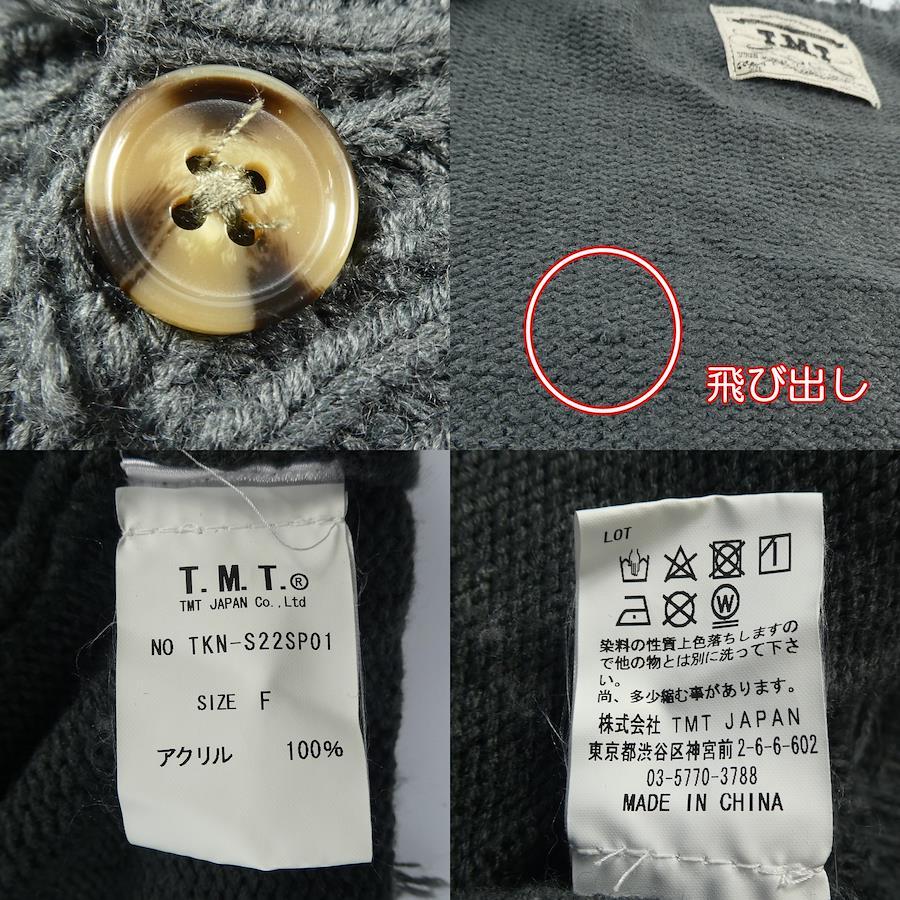 T.M.T
飛び出し
T.M.T.®
TMT JAPAN Co.,Ltd
NO TKN-S22SP01
SIZE F
アクリル 100%
LOT
W
染料の性質上色落ちしますの
で他の物とは別に洗って下さ
い。
尚、多少縮む事があります。
株式会社 TMT JAPAN
東京都渋谷区神宮前2-6-6-602
03-5770-3788
MADE IN CHINA